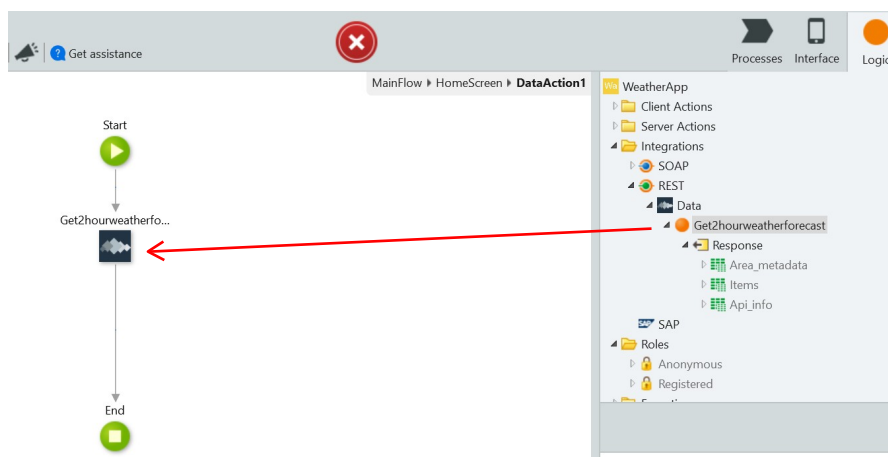 Get assistance
Processes
Interface
Logic
MainFlow
HomeScreen
DataAction1
Start
Get2hourweatherfo...
End
Wa
WeatherApp
Client Actions
Server Actions
Integrations
SOAP
REST
Data
Get2hourweatherforecast
Response
Area_metadata
Items
Api_info
SAP
SAP
Roles
Anonymous
Registered